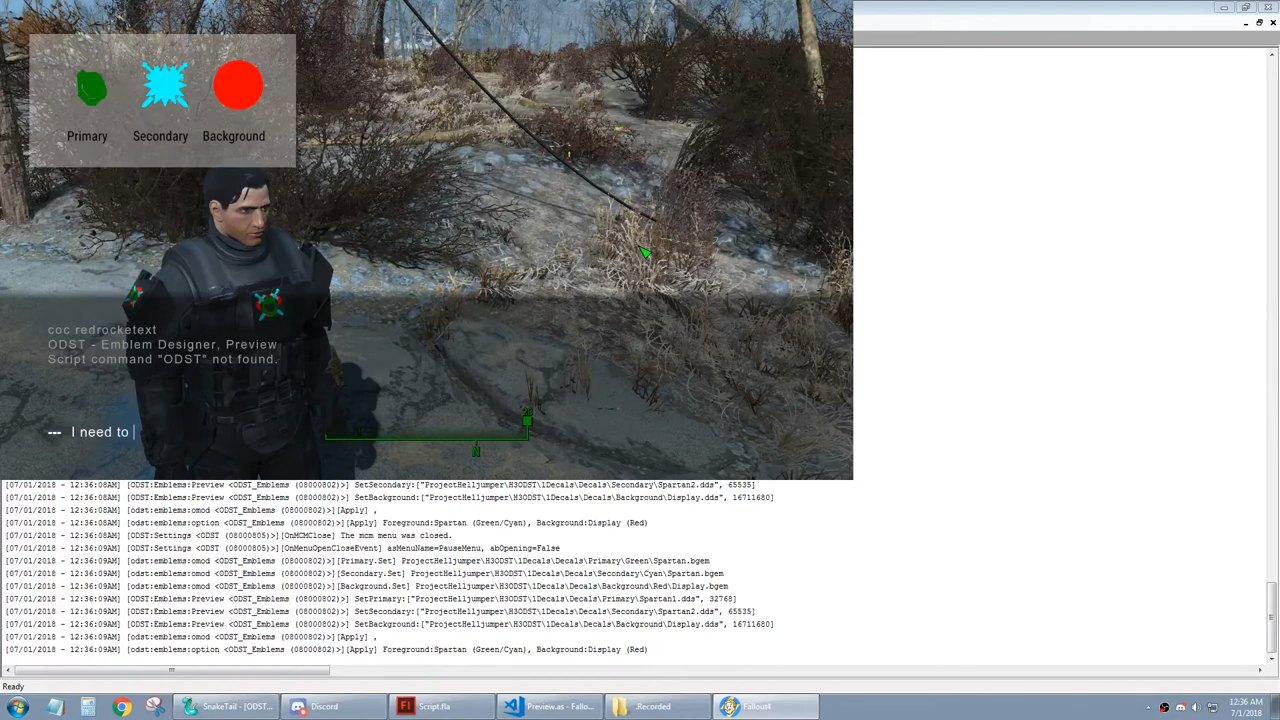 Primary Secondary Background
coc redrocketext
ODST - Emblem Designer, Preview
Script command "ODST" not found.
--- I need to
20
N
[07/01/2018 - 12:36:08AM] [ODST:Emblems:Preview <ODST_Emblems (08000802)>] SetSecondary:["ProjectHelljumper\H3ODST\1Decals\Decals\Secondary\Spartan2.dds", 65535]
[07/01/2018 - 12:36:08AM] [ODST:Emblems:Preview <ODST_Emblems (08000802)>] SetBackground:["ProjectHelljumper\H3ODST\1Decals\Decals\Background\Display.dds", 16711680]
[07/01/2018 - 12:36:08AM] [odst:emblems:omod <ODST_Emblems (08000802)>][Apply] ,
[07/01/2018 - 12:36:08AM] [odst:emblems:option <ODST_Emblems (08000802)>][Apply] Foreground:Spartan (Green/Cyan), Background:Display (Red)
[07/01/2018 - 12:36:08AM] ODST:Settings <ODST (08000805)>][OnMCMClose] The mcm menu was closed.
[07/01/2018 - 12:36:08AM] ODST:Settings <ODST (08000805)>][OnMenuOpenCloseEvent] asMenuName=PauseMenu, abOpening=False
[07/01/2018 - 12:36:09AM] [ODST:Emblems:Preview <ODST_Emblems (08000802)>] [Primary.Set] ProjectHelljumper\H3ODST\1Decals\Decals\Primary\Green\Spartan.bgem
[07/01/2018 - 12:36:09AM] [ODST:Emblems:Preview <ODST_Emblems (08000802)>] [Secondary.Set] ProjectHelljumper\H3ODST\1Decals\Decals\Secondary\Cyan\Spartan.bgem
[07/01/2018 - 12:36:09AM] [ODST:Emblems:Preview <ODST_Emblems (08000802)>] [Background.Set] ProjectHelljumper\H3ODST\1Decals\Decals\Background\Red\Display.bgem
[07/01/2018 - 12:36:09AM] [ODST:Emblems:Preview <ODST_Emblems (08000802)>] SetPrimary:["ProjectHelljumper\H3ODST\1Decals\Decals\Primary\Spartan1.dds", 32768]
[07/01/2018 - 12:36:09AM] [ODST:Emblems:Preview <ODST_Emblems (08000802)>] SetSecondary:["ProjectHelljumper\H3ODST\1Decals\Decals\Secondary\Spartan2.dds", 65535]
[07/01/2018 - 12:36:09AM] [ODST:Emblems:Preview <ODST_Emblems (08000802)>] SetBackground:["ProjectHelljumper\H3ODST\1Decals\Decals\Background\Display.dds", 16711680]
[07/01/2018 - 12:36:09AM] [odst:emblems:omod <ODST_Emblems (08000802)>][Apply] ,
[07/01/2018 - 12:36:09AM] [odst:emblems:option <ODST_Emblems (08000802)>][Apply] Foreground:Spartan (Green/Cyan), Background:Display (Red)
Ready
SnakeTail - [ODST... Discord Fl Script.fla Preview.as - Fallo... .Recorded Fallout4 12:36 AM
7/1/2018